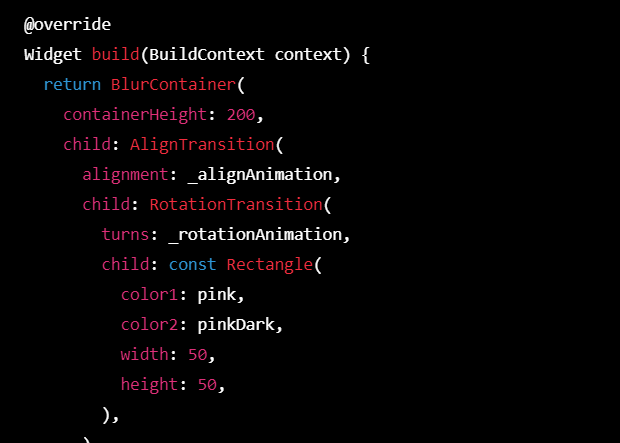 @override
Widget build(BuildContext context) {
  return BlurContainer(
    containerHeight: 200,
    child: AlignTransition(
      alignment: _alignAnimation,
      child: RotationTransition(
        turns: _rotationAnimation,
        child: const Rectangle(
          color1: pink,
          color2: pinkDark,
          width: 50,
          height: 50,
        ),
      )